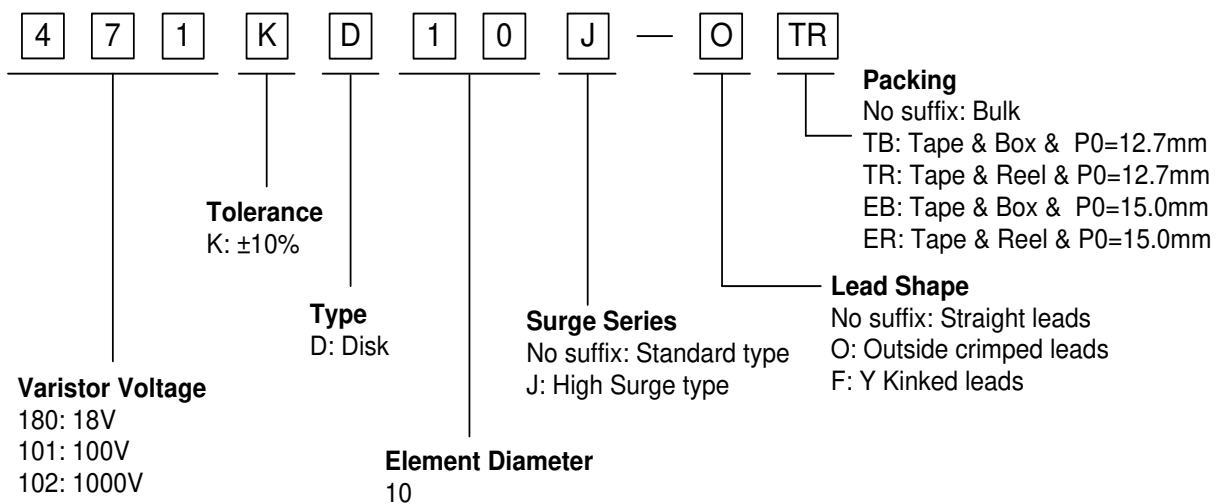 4 7 1 K D 1 0 J — O TR
Packing
No suffix: Bulk
TB: Tape & Box & P0=12.7mm
TR: Tape & Reel & P0=12.7mm
EB: Tape & Box & P0=15.0mm
ER: Tape & Reel & P0=15.0mm
Tolerance
K: ±10%
Lead Shape
No suffix: Straight leads
O: Outside crimped leads
F: Y Kinked leads
Type
D: Disk
Surge Series
No suffix: Standard type
J: High Surge type
Varistor Voltage
180: 18V
101: 100V
102: 1000V
Element Diameter
10